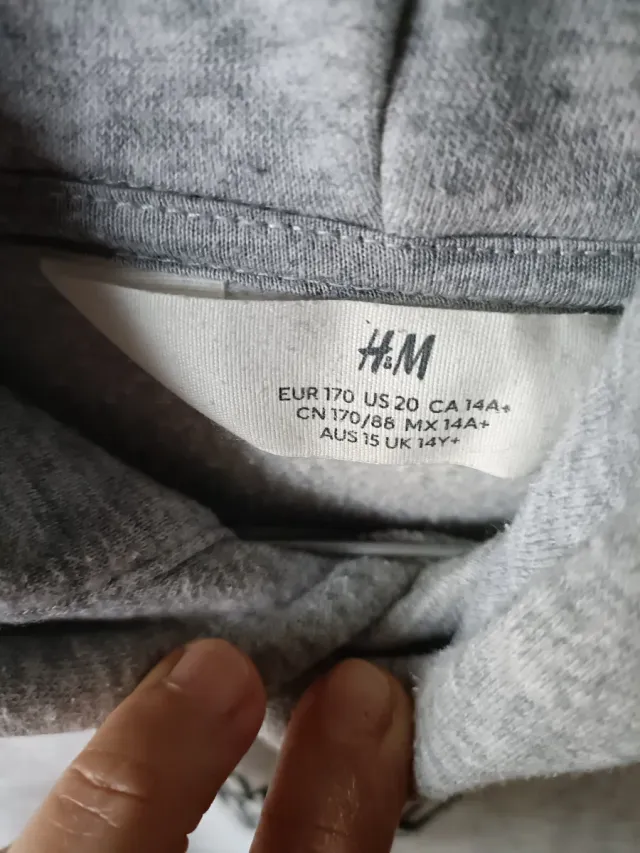 H&M
EUR 170 US 20 CA 14A+
CN 170/88 MX 14A+
AUS 15 UK 14Y+